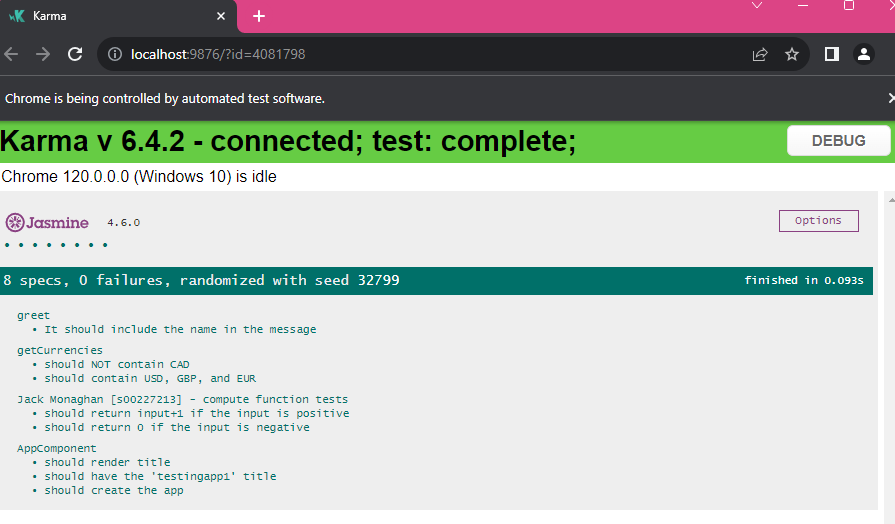 Karma
localhost:9876/?id=4081798
Chrome is being controlled by automated test software.
Karma v 6.4.2 - connected; test: complete;
DEBUG
Chrome 120.0.0.0 (Windows 10) is idle
Jasmine 4.6.0
Options
• • • • • • • •
8 specs, 0 failures, randomized with seed 32799
finished in 0.093s
greet
• It should include the name in the message
getCurrencies
• should NOT contain CAD
• should contain USD, GBP, and EUR
Jack Monaghan [s00227213] - compute function tests
• should return input+1 if the input is positive
• should return 0 if the input is negative
AppComponent
• should render title
• should have the 'testingapp1' title
• should create the app